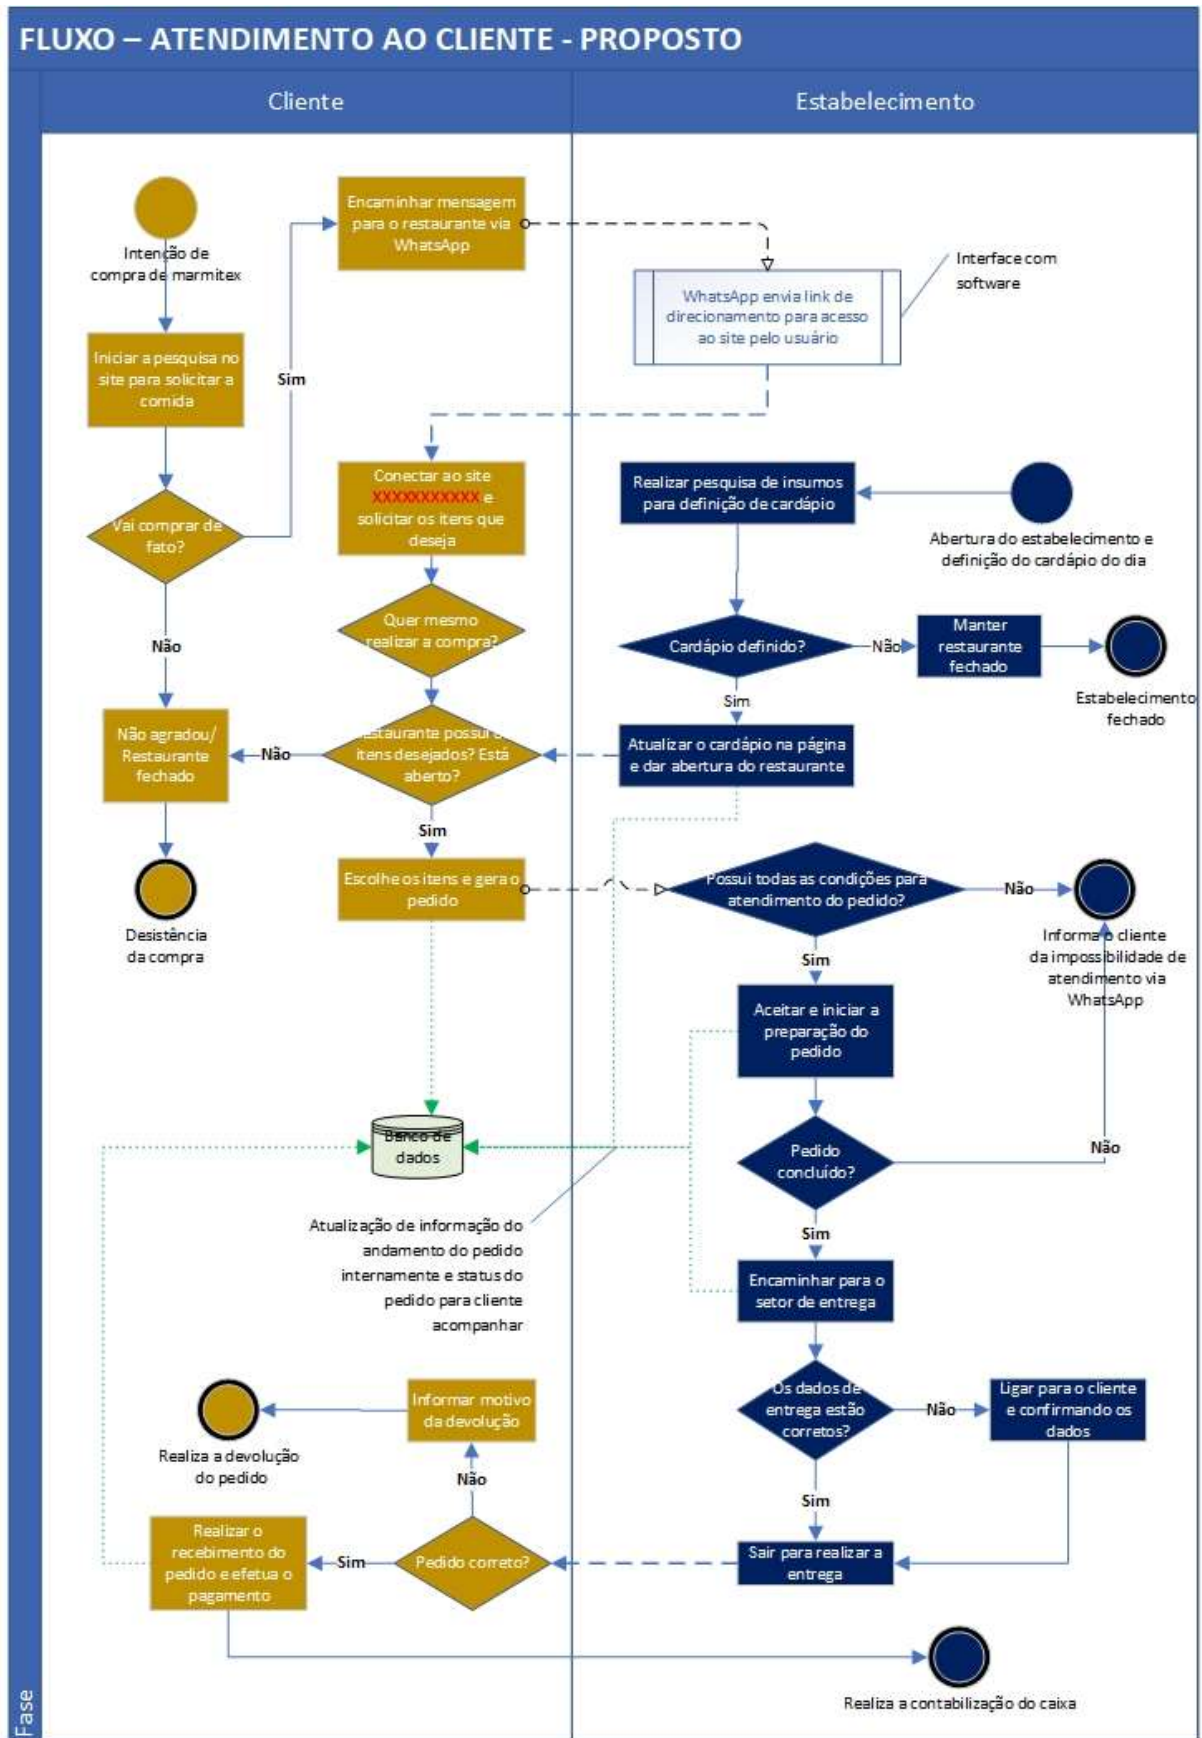 FLUXO – ATENDIMENTO AO CLIENTE - PROPOSTO
Cliente
Estabelecimento
Intenção de
compra de marmitex
Encaminhar mensagem
para o restaurante via
WhatsApp
Interface com
software
WhatsApp envia link de
direcionamento para acesso
ao site pelo usuário
Iniciar a pesquisa no
site para solicitar a
comida
Sim
Vai comprar de
fato?
Conectar ao site
XXXXXXXXXXX e
solicitar os itens que
deseja
Realizar pesquisa de insumos
para definição de cardápio
Abertura do estabelecimento e
definição do cardápio do dia
Não
Quer mesmo
realizar a compra?
Cardápio definido?
Não
Manter
restaurante
fechado
Estabelecimento
fechado
Sim
Não agradou/
Restaurante
fechado
Não
estaurante possui o
itens desejados? Está
aberto?
Atualizar o cardápio na página
e dar abertura do restaurante
Sim
Desistência
da compra
Escolhe os itens e gera o
pedido
Possui todas as condições para
atendimento do pedido?
Não
Informa o cliente
da impossibilidade de
atendimento via
WhatsApp
Sim
Aceitar e iniciar a
preparação do
pedido
Banco de
dados
Pedido
concluído?
Não
Atualização de informação do
andamento do pedido
internamente e status do
pedido para cliente
acompanhar
Sim
Encaminhar para o
setor de entrega
Realiza a devolução
do pedido
Informar motivo
da devolução
Os dados de
entrega estão
corretos?
Não
Ligar para o cliente
e confirmando os
dados
Não
Sim
Realizar o
recebimento do
pedido e efetua o
pagamento
Sim
Pedido correto?
Sair para realizar a
entrega
Realiza a contabilização do caixa
Fase